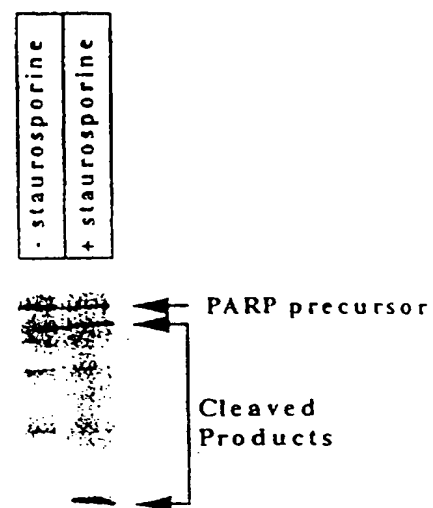 - staurosporine
+ staurosporine
PARP precursor
Cleaved
Products